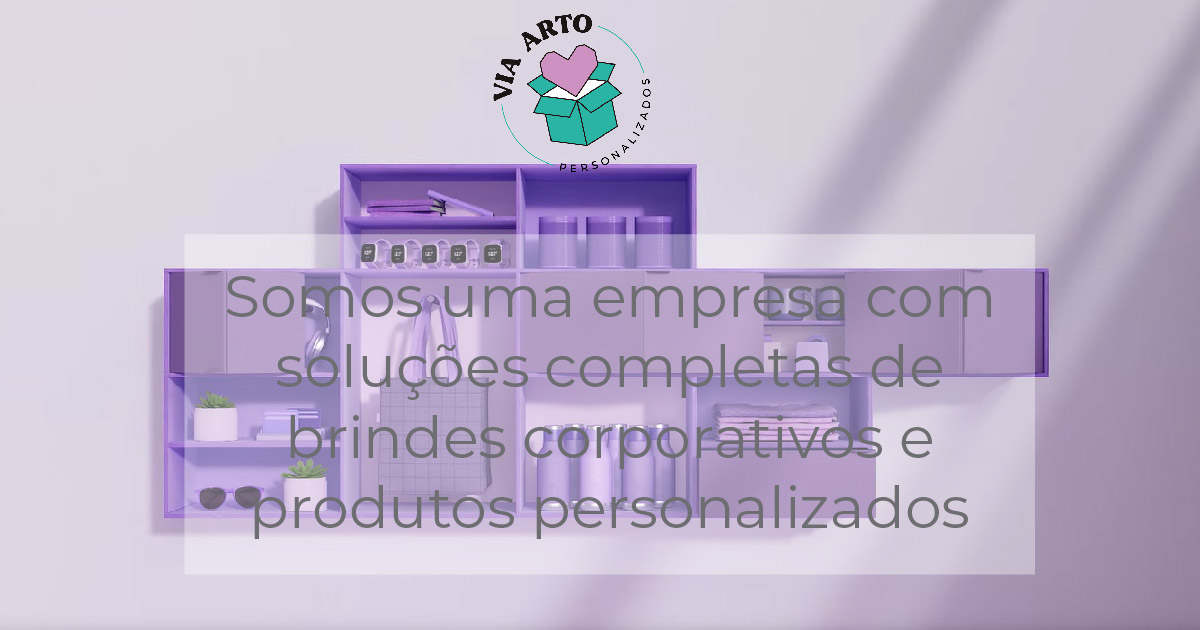 VIA ARTO
PERSONALIZADOS
Somos uma empresa com
soluções completas de
brindes corporativos e
produtos personalizados